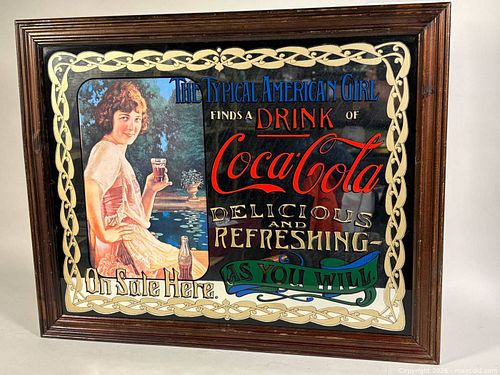 THE TYPICAL AMERICAN GIRL
FINDS A DRINK OF
Coca-Cola
DELICIOUS
AND
REFRESHING-
AS YOU WILL
On Sale Here.